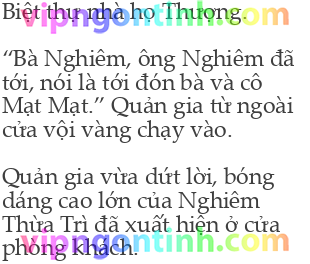 Biệt thự nhà họ Thượng.
vipngontinh.com
“Bà Nghiêm, ông Nghiêm đã
tới, nói là tới đón bà và cô
Mạt Mạt.” Quản gia từ ngoài
cửa vội vàng chạy vào.
Quản gia vừa dứt lời, bóng
dáng cao lớn của Nghiêm
Thừa Trì đã xuất hiện ở cửa
phòng khách.
vipngontinh.com